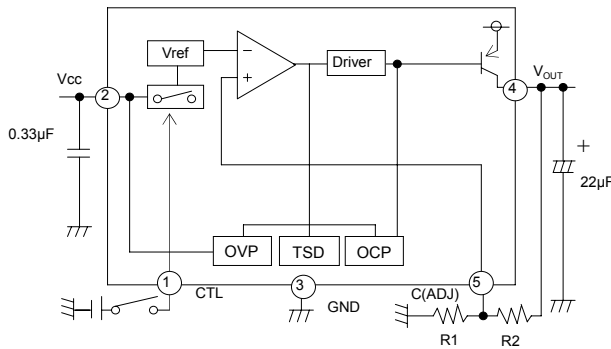 Vref
−
+
Driver
Vcc
2
V OUT
4
0.33μF
+
22μF
OVP
TSD
OCP
1
CTL
3
GND
C(ADJ)
5
R1
R2